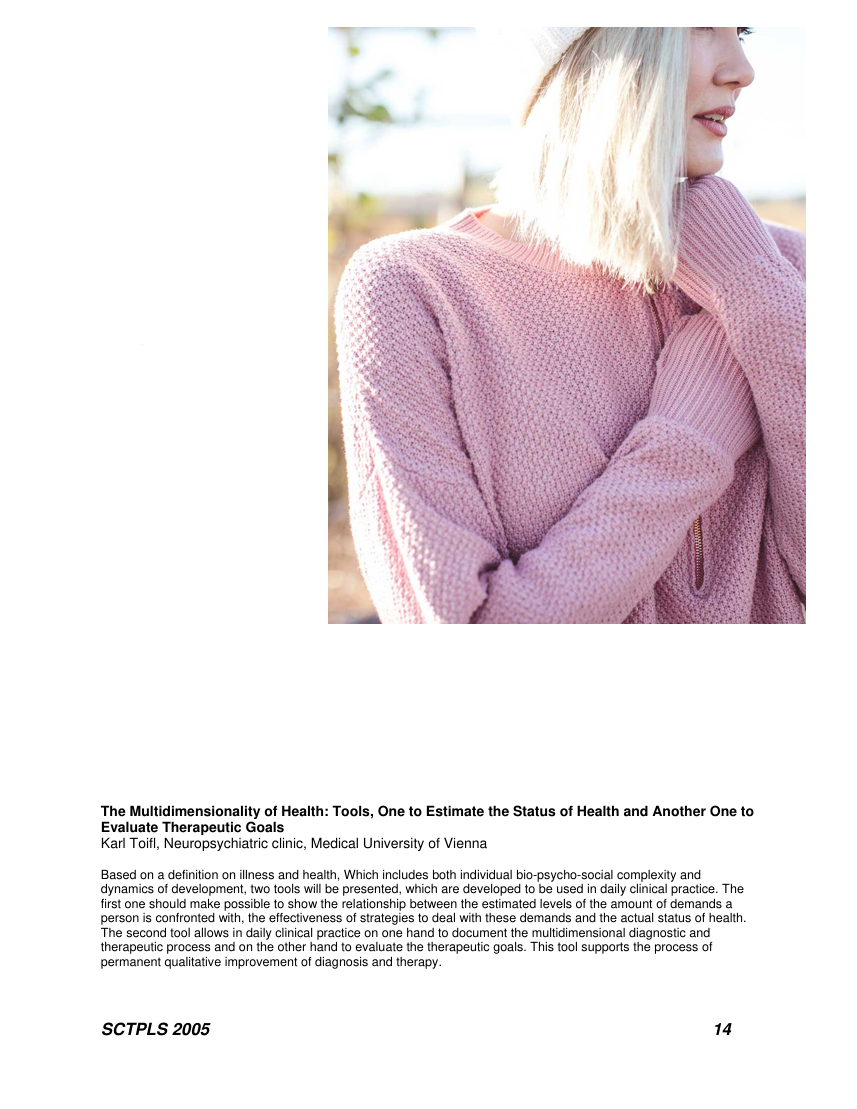 The Multidimensionality of Health: Tools, One to Estimate the Status of Health and Another One to
Evaluate Therapeutic Goals
Karl Toifl, Neuropsychiatric clinic, Medical University of Vienna
Based on a definition on illness and health, Which includes both individual bio-psycho-social complexity and
dynamics of development, two tools will be presented, which are developed to be used in daily clinical practice. The
first one should make possible to show the relationship between the estimated levels of the amount of demands a
person is confronted with, the effectiveness of strategies to deal with these demands and the actual status of health.
The second tool allows in daily clinical practice on one hand to document the multidimensional diagnostic and
therapeutic process and on the other hand to evaluate the therapeutic goals. This tool supports the process of
permanent qualitative improvement of diagnosis and therapy.
SCTPLS 2005 14